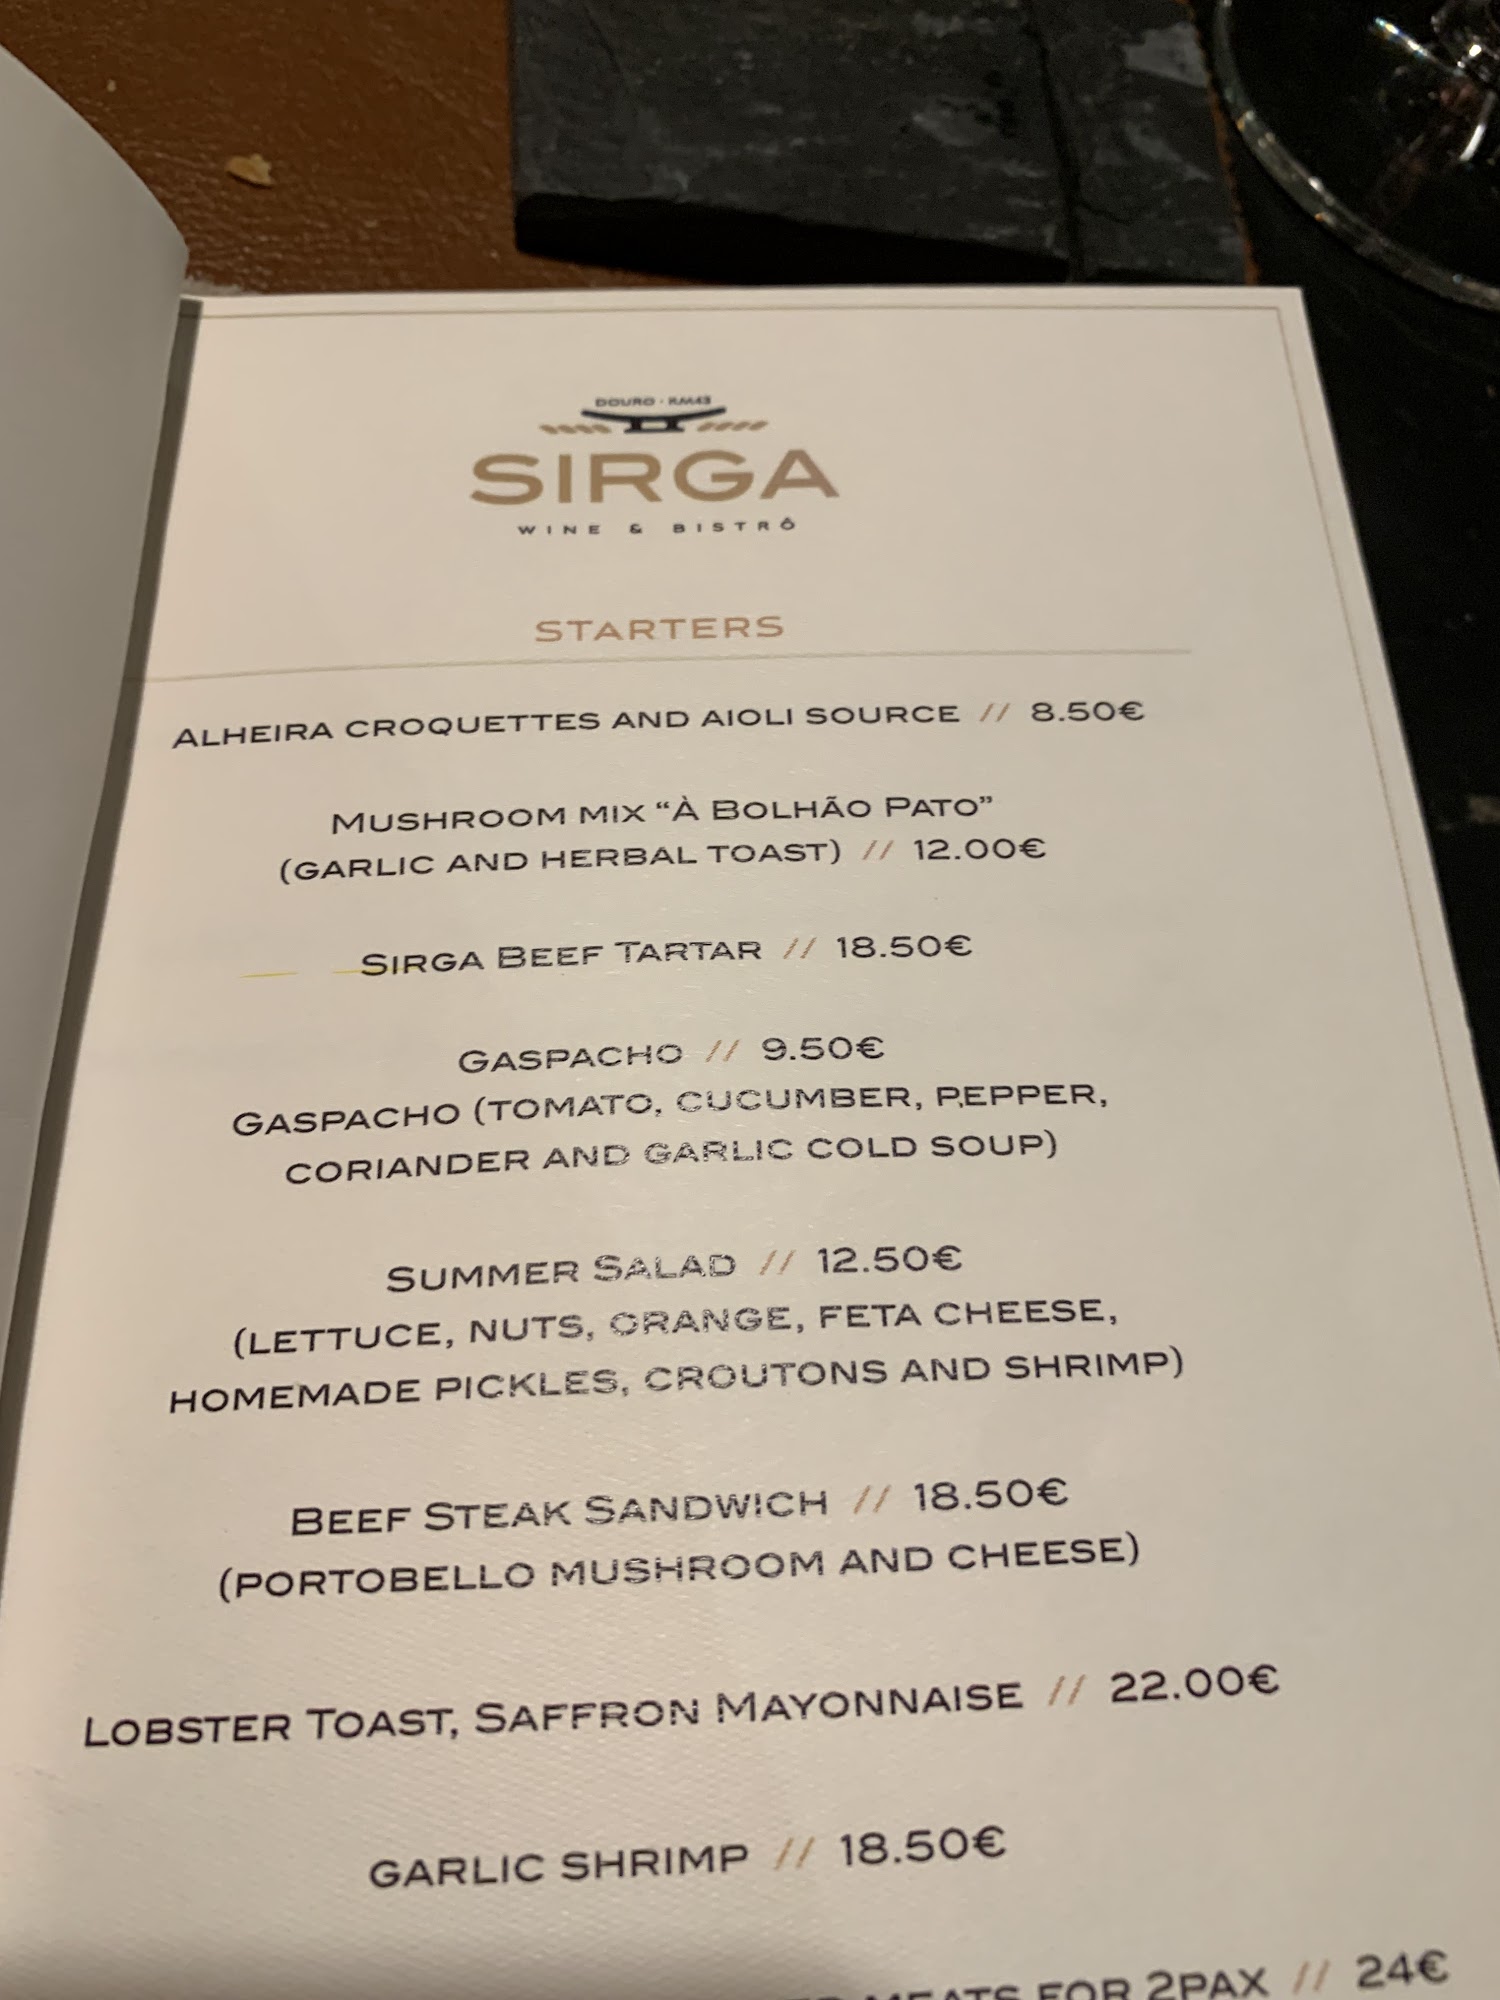 DOURO · KM43
SIRGA
WINE & BISTRÔ
STARTERS
ALHEIRA CROQUETTES AND AIOLI SOURCE // 8.50€
MUSHROOM MIX “À BOLHÃO PATO”
(GARLIC AND HERBAL TOAST) // 12.00€
SIRGA BEEF TARTAR // 18.50€
GASPACHO // 9.50€
GASPACHO (TOMATO, CUCUMBER, PEPPER,
CORIANDER AND GARLIC COLD SOUP)
SUMMER SALAD // 12.50€
(LETTUCE, NUTS, ORANGE, FETA CHEESE,
HOMEMADE PICKLES, CROUTONS AND SHRIMP)
BEEF STEAK SANDWICH // 18.50€
(PORTOBELLO MUSHROOM AND CHEESE)
LOBSTER TOAST, SAFFRON MAYONNAISE // 22.00€
GARLIC SHRIMP // 18.50€
MEATS FOR 2PAX // 24€